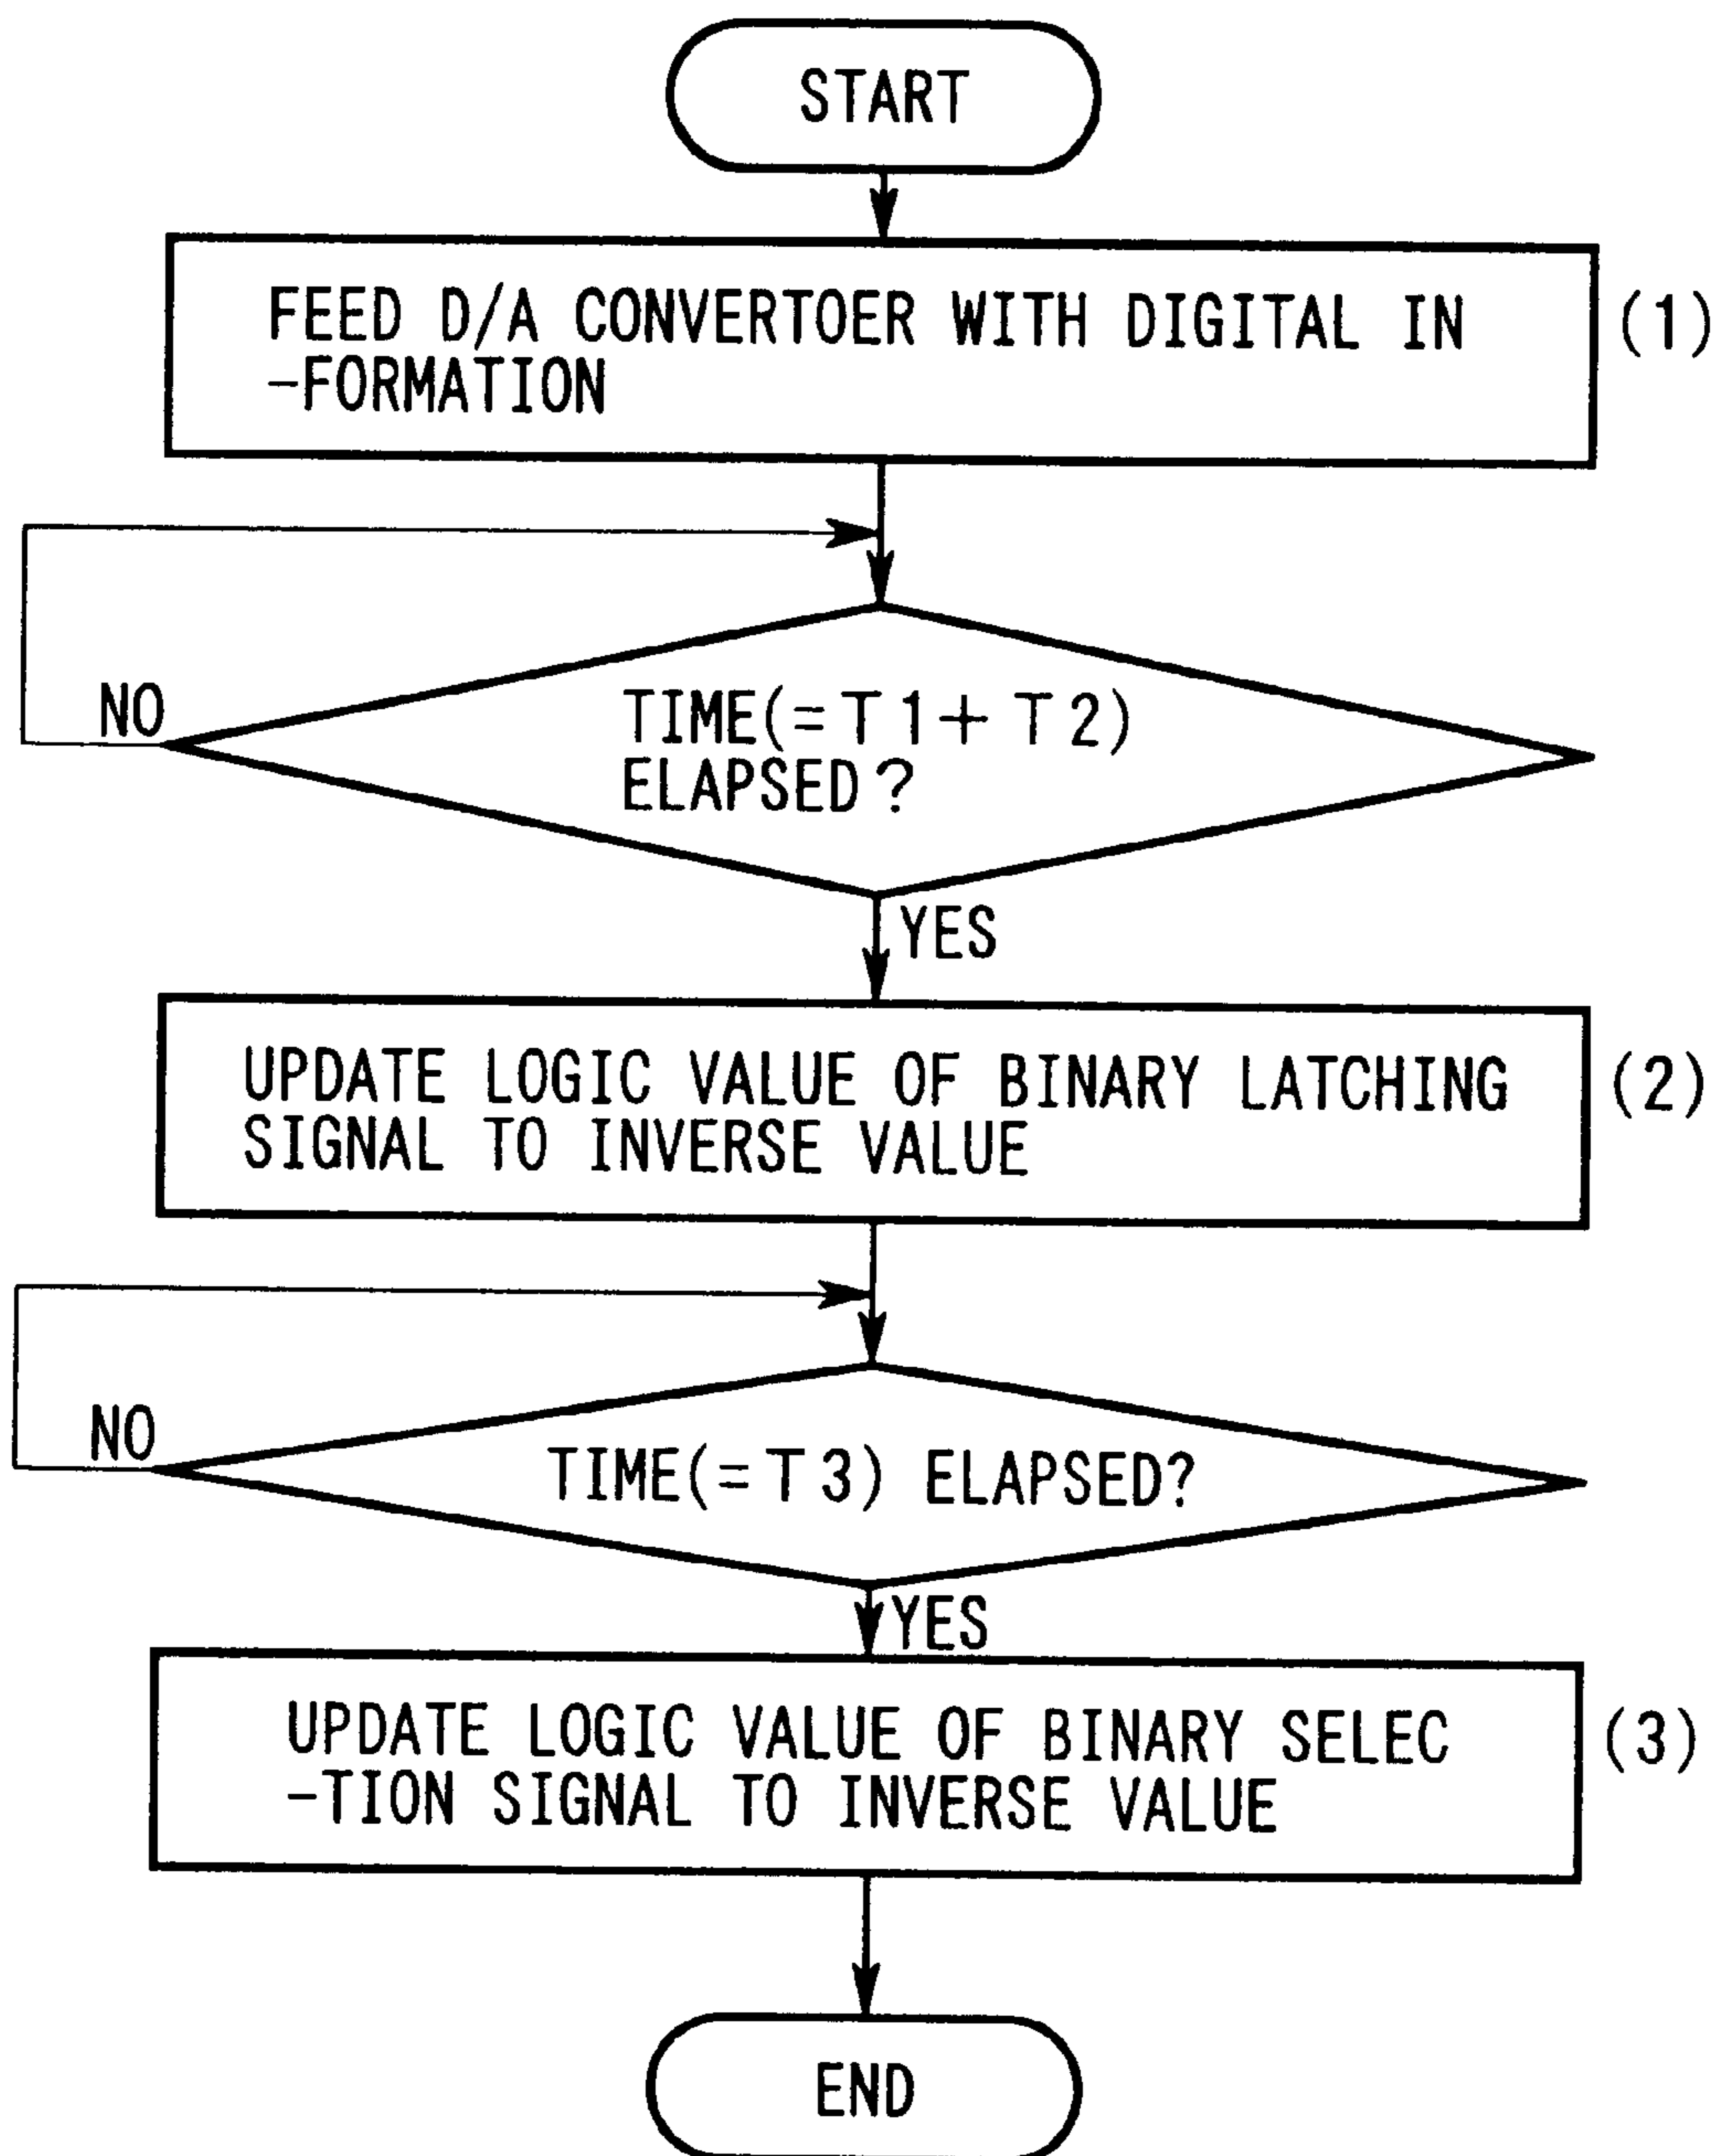 START
FEED D/A CONVERTOER WITH DIGITAL IN
-FORMATION
(1)
NO
TIME(=T1+T2)
ELAPSED?
YES
UPDATE LOGIC VALUE OF BINARY LATCHING
SIGNAL TO INVERSE VALUE
(2)
NO
TIME(=T3) ELAPSED?
YES
UPDATE LOGIC VALUE OF BINARY SELEC
-TION SIGNAL TO INVERSE VALUE
(3)
END